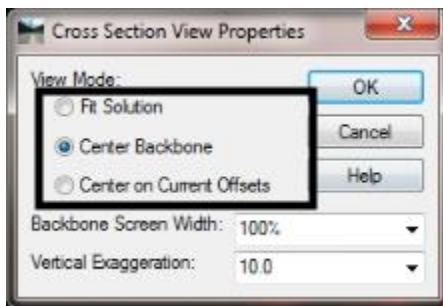 Cross Section View Properties
View Mode:
OK
Fit Solution
Center Backbone
Cancel
Center on Current Offsets
Help
Backbone Screen Width: 100%
Vertical Exaggeration: 10.0